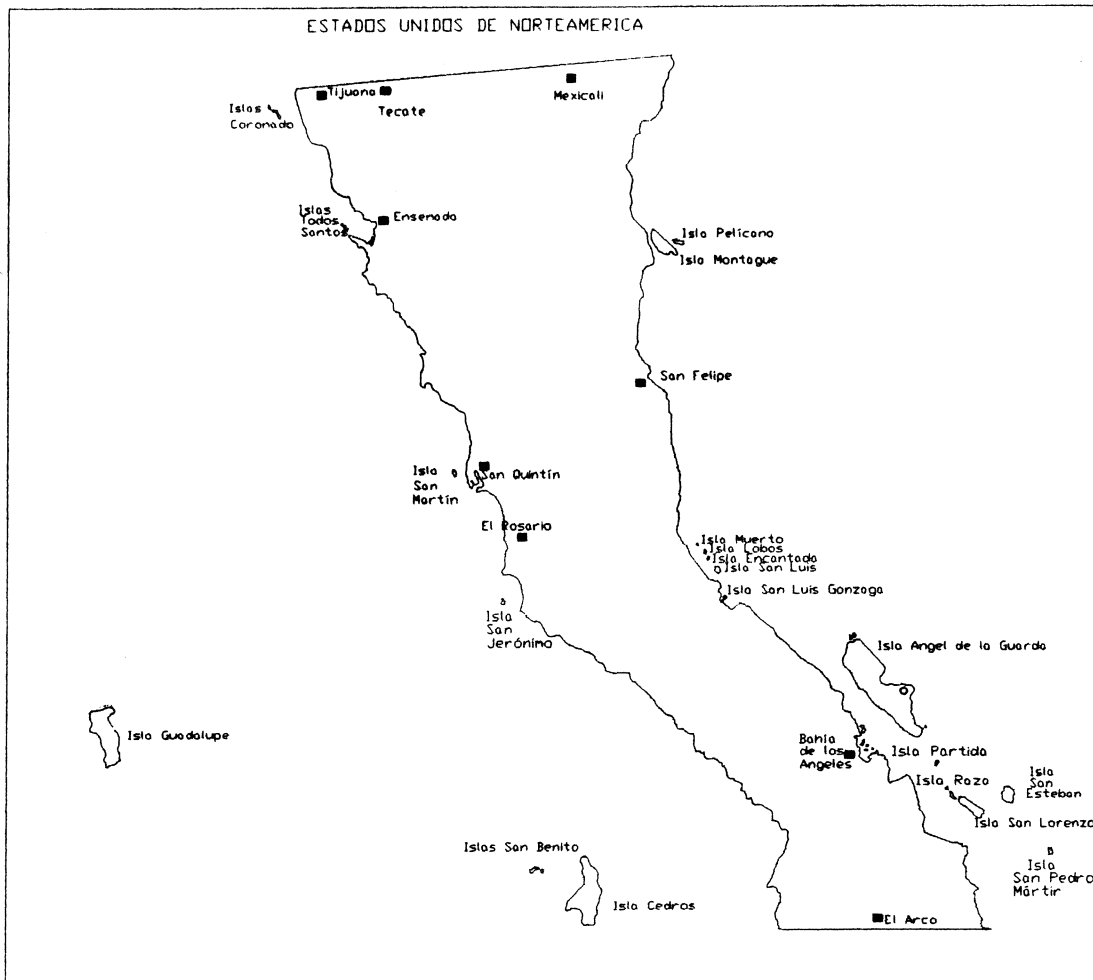 ESTADOS UNIDOS DE NORTEAMERICA
Tijuana
Tecate
Mexicali
Islas
Coronado
Islas
Todos
Santos
Ensenada
Isla Pelícano
Isla Montague
San Felipe
Isla
San
Martín
San Quintín
El Rosario
Isla Muerto
Isla Lobos
Isla Encantada
Isla San Luis
Isla San Luis Gonzaga
Isla
San
Jerónimo
Isla Angel de la Guarda
Isla Guadalupe
Bahía
de los
Angeles
Isla Partida
Isla Raza
Isla
San
Esteban
Isla San Lorenzo
Islas San Benito
Isla Cedros
Isla
San Pedro
Mártir
El Arco